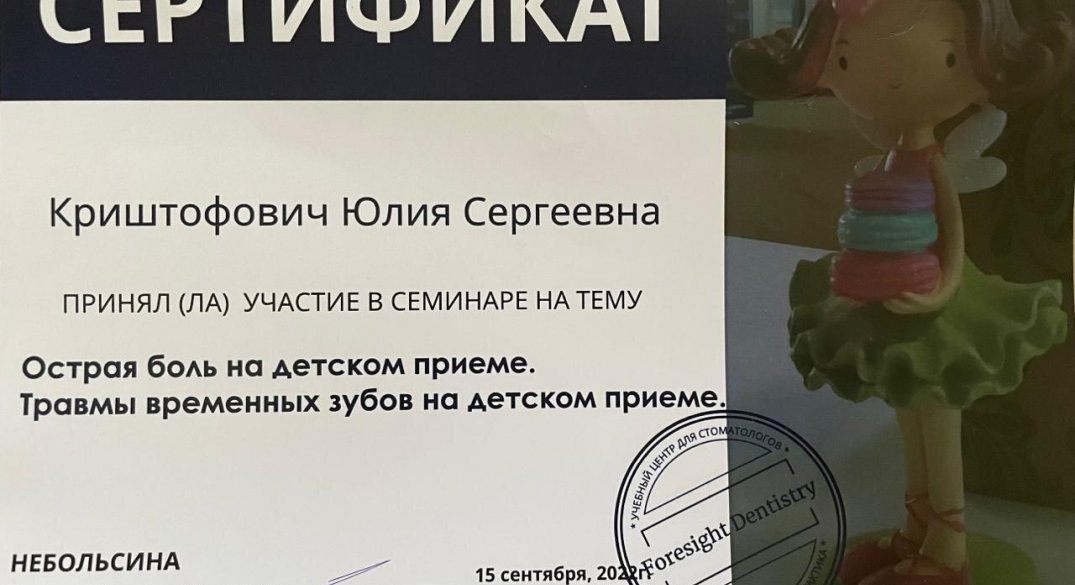 СЕРТИФИКАТ
Криштофович Юлия Сергеевна
ПРИНЯЛ (ЛА) УЧАСТИЕ В СЕМИНАРЕ НА ТЕМУ
Острая боль на детском приеме.
Травмы временных зубов на детском приеме.
* УЧЕБНЫЙ ЦЕНТР ДЛЯ СТОМАТОЛОГОВ *
Foresight Dentistry
НЕБОЛЬСИНА
15 сентября, 2022г